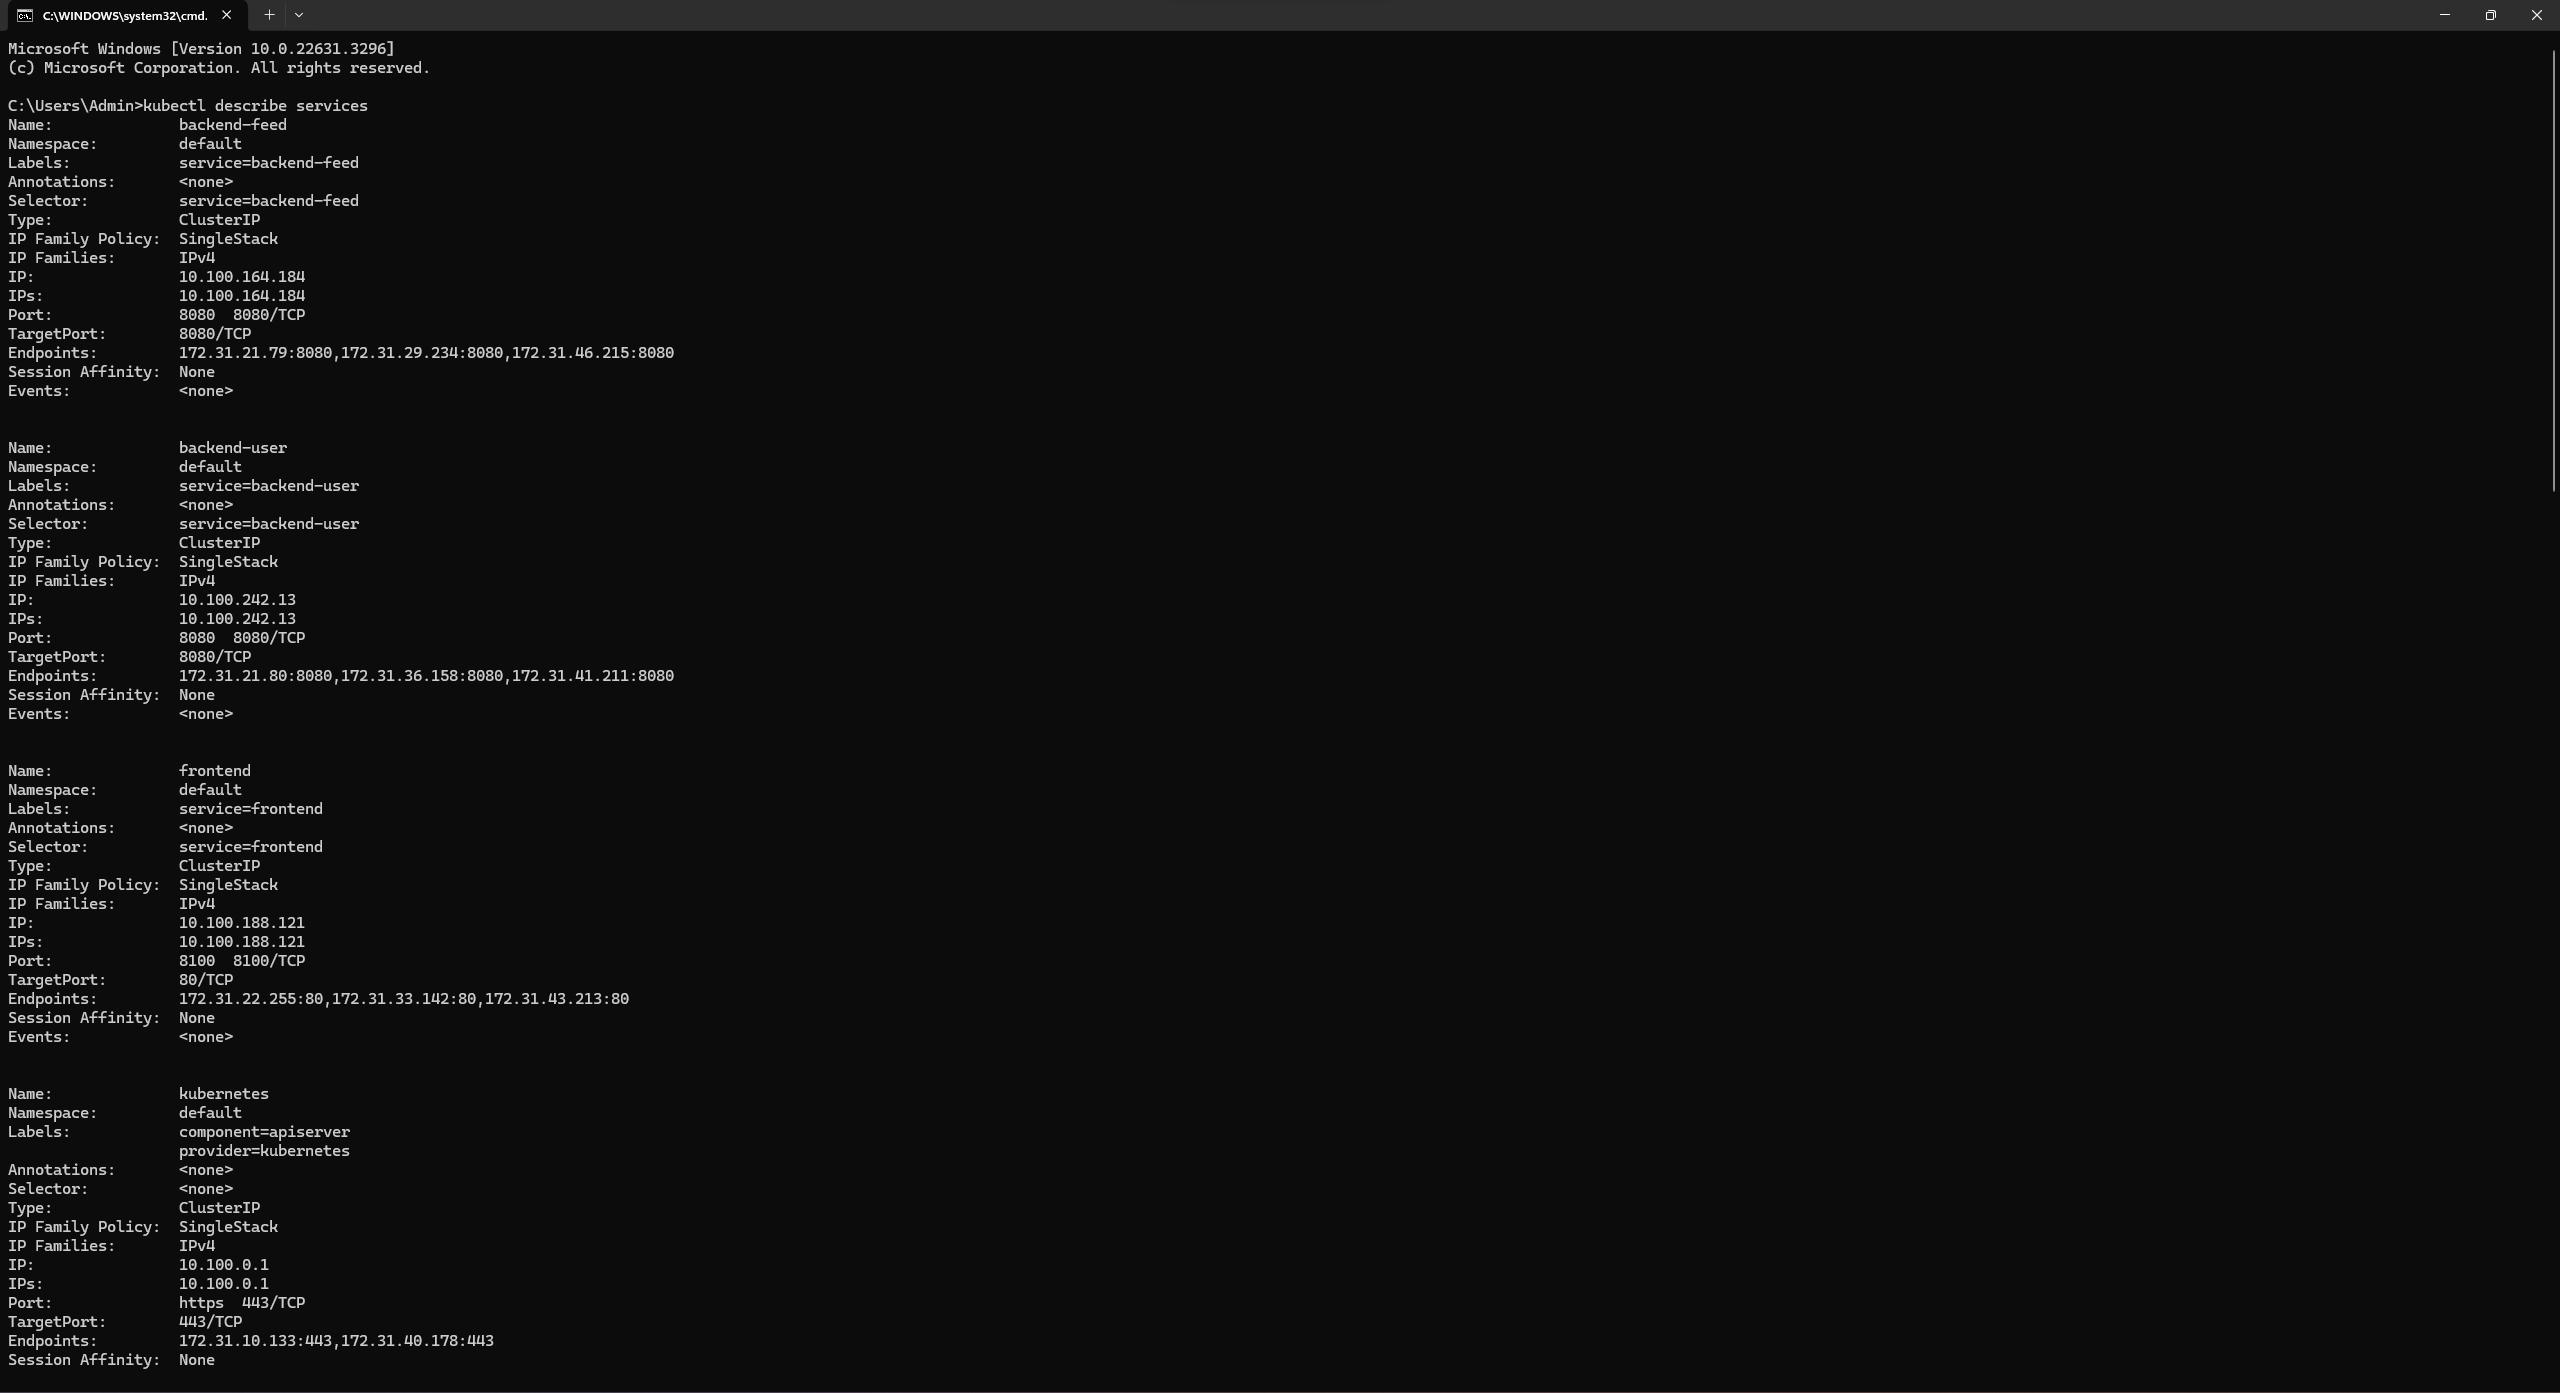 C:\WINDOWS\system32\cmd.
Microsoft Windows [Version 10.0.22631.3296]
(c) Microsoft Corporation. All rights reserved.
C:\Users\Admin>kubectl describe services
Name:              backend-feed
Namespace:         default
Labels:            service=backend-feed
Annotations:       <none>
Selector:          service=backend-feed
Type:              ClusterIP
IP Family Policy:  SingleStack
IP Families:       IPv4
IP:                10.100.164.184
IPs:               10.100.164.184
Port:              8080  8080/TCP
TargetPort:        8080/TCP
Endpoints:         172.31.21.79:8080,172.31.29.234:8080,172.31.46.215:8080
Session Affinity:  None
Events:            <none>
Name:              backend-user
Namespace:         default
Labels:            service=backend-user
Annotations:       <none>
Selector:          service=backend-user
Type:              ClusterIP
IP Family Policy:  SingleStack
IP Families:       IPv4
IP:                10.100.242.13
IPs:               10.100.242.13
Port:              8080  8080/TCP
TargetPort:        8080/TCP
Endpoints:         172.31.21.80:8080,172.31.36.158:8080,172.31.41.211:8080
Session Affinity:  None
Events:            <none>
Name:              frontend
Namespace:         default
Labels:            service=frontend
Annotations:       <none>
Selector:          service=frontend
Type:              ClusterIP
IP Family Policy:  SingleStack
IP Families:       IPv4
IP:                10.100.188.121
IPs:               10.100.188.121
Port:              8100  8100/TCP
TargetPort:        80/TCP
Endpoints:         172.31.22.255:80,172.31.33.142:80,172.31.43.213:80
Session Affinity:  None
Events:            <none>
Name:              kubernetes
Namespace:         default
Labels:            component=apiserver
                   provider=kubernetes
Annotations:       <none>
Selector:          <none>
Type:              ClusterIP
IP Family Policy:  SingleStack
IP Families:       IPv4
IP:                10.100.0.1
IPs:               10.100.0.1
Port:              https  443/TCP
TargetPort:        443/TCP
Endpoints:         172.31.10.133:443,172.31.40.178:443
Session Affinity:  None